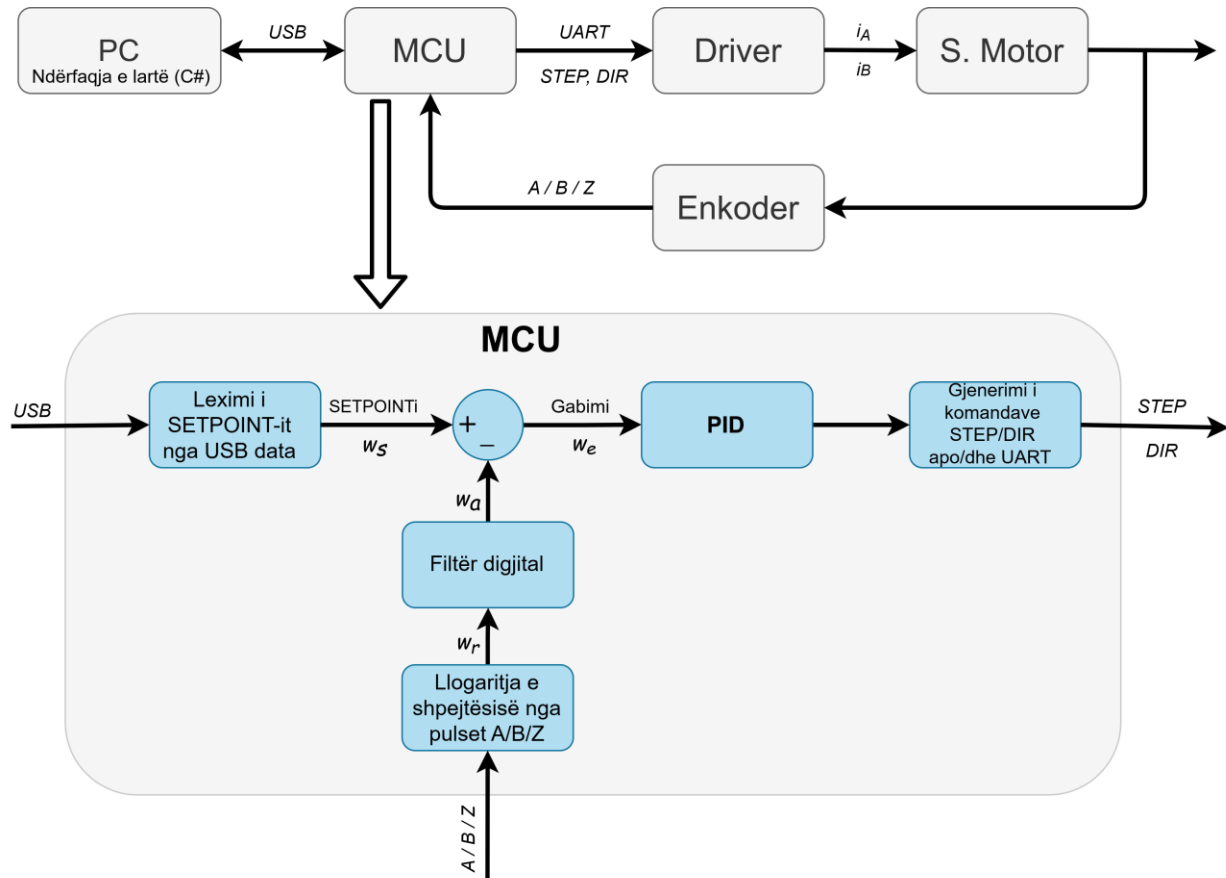 PC
Ndërfaqja e lartë (C#)
USB
MCU
UART
STEP, DIR
Driver
iA
iB
S. Motor
A / B / Z
Enkoder
MCU
USB
Leximi i
SETPOINT-it
nga USB data
SETPOINTi
ws
+
−
Gabimi
we
PID
Gjenerimi i
komandave
STEP/DIR
apo/dhe UART
STEP
DIR
wa
Filtër digjital
wr
Llogaritja e
shpejtësisë nga
pulset A/B/Z
A / B / Z